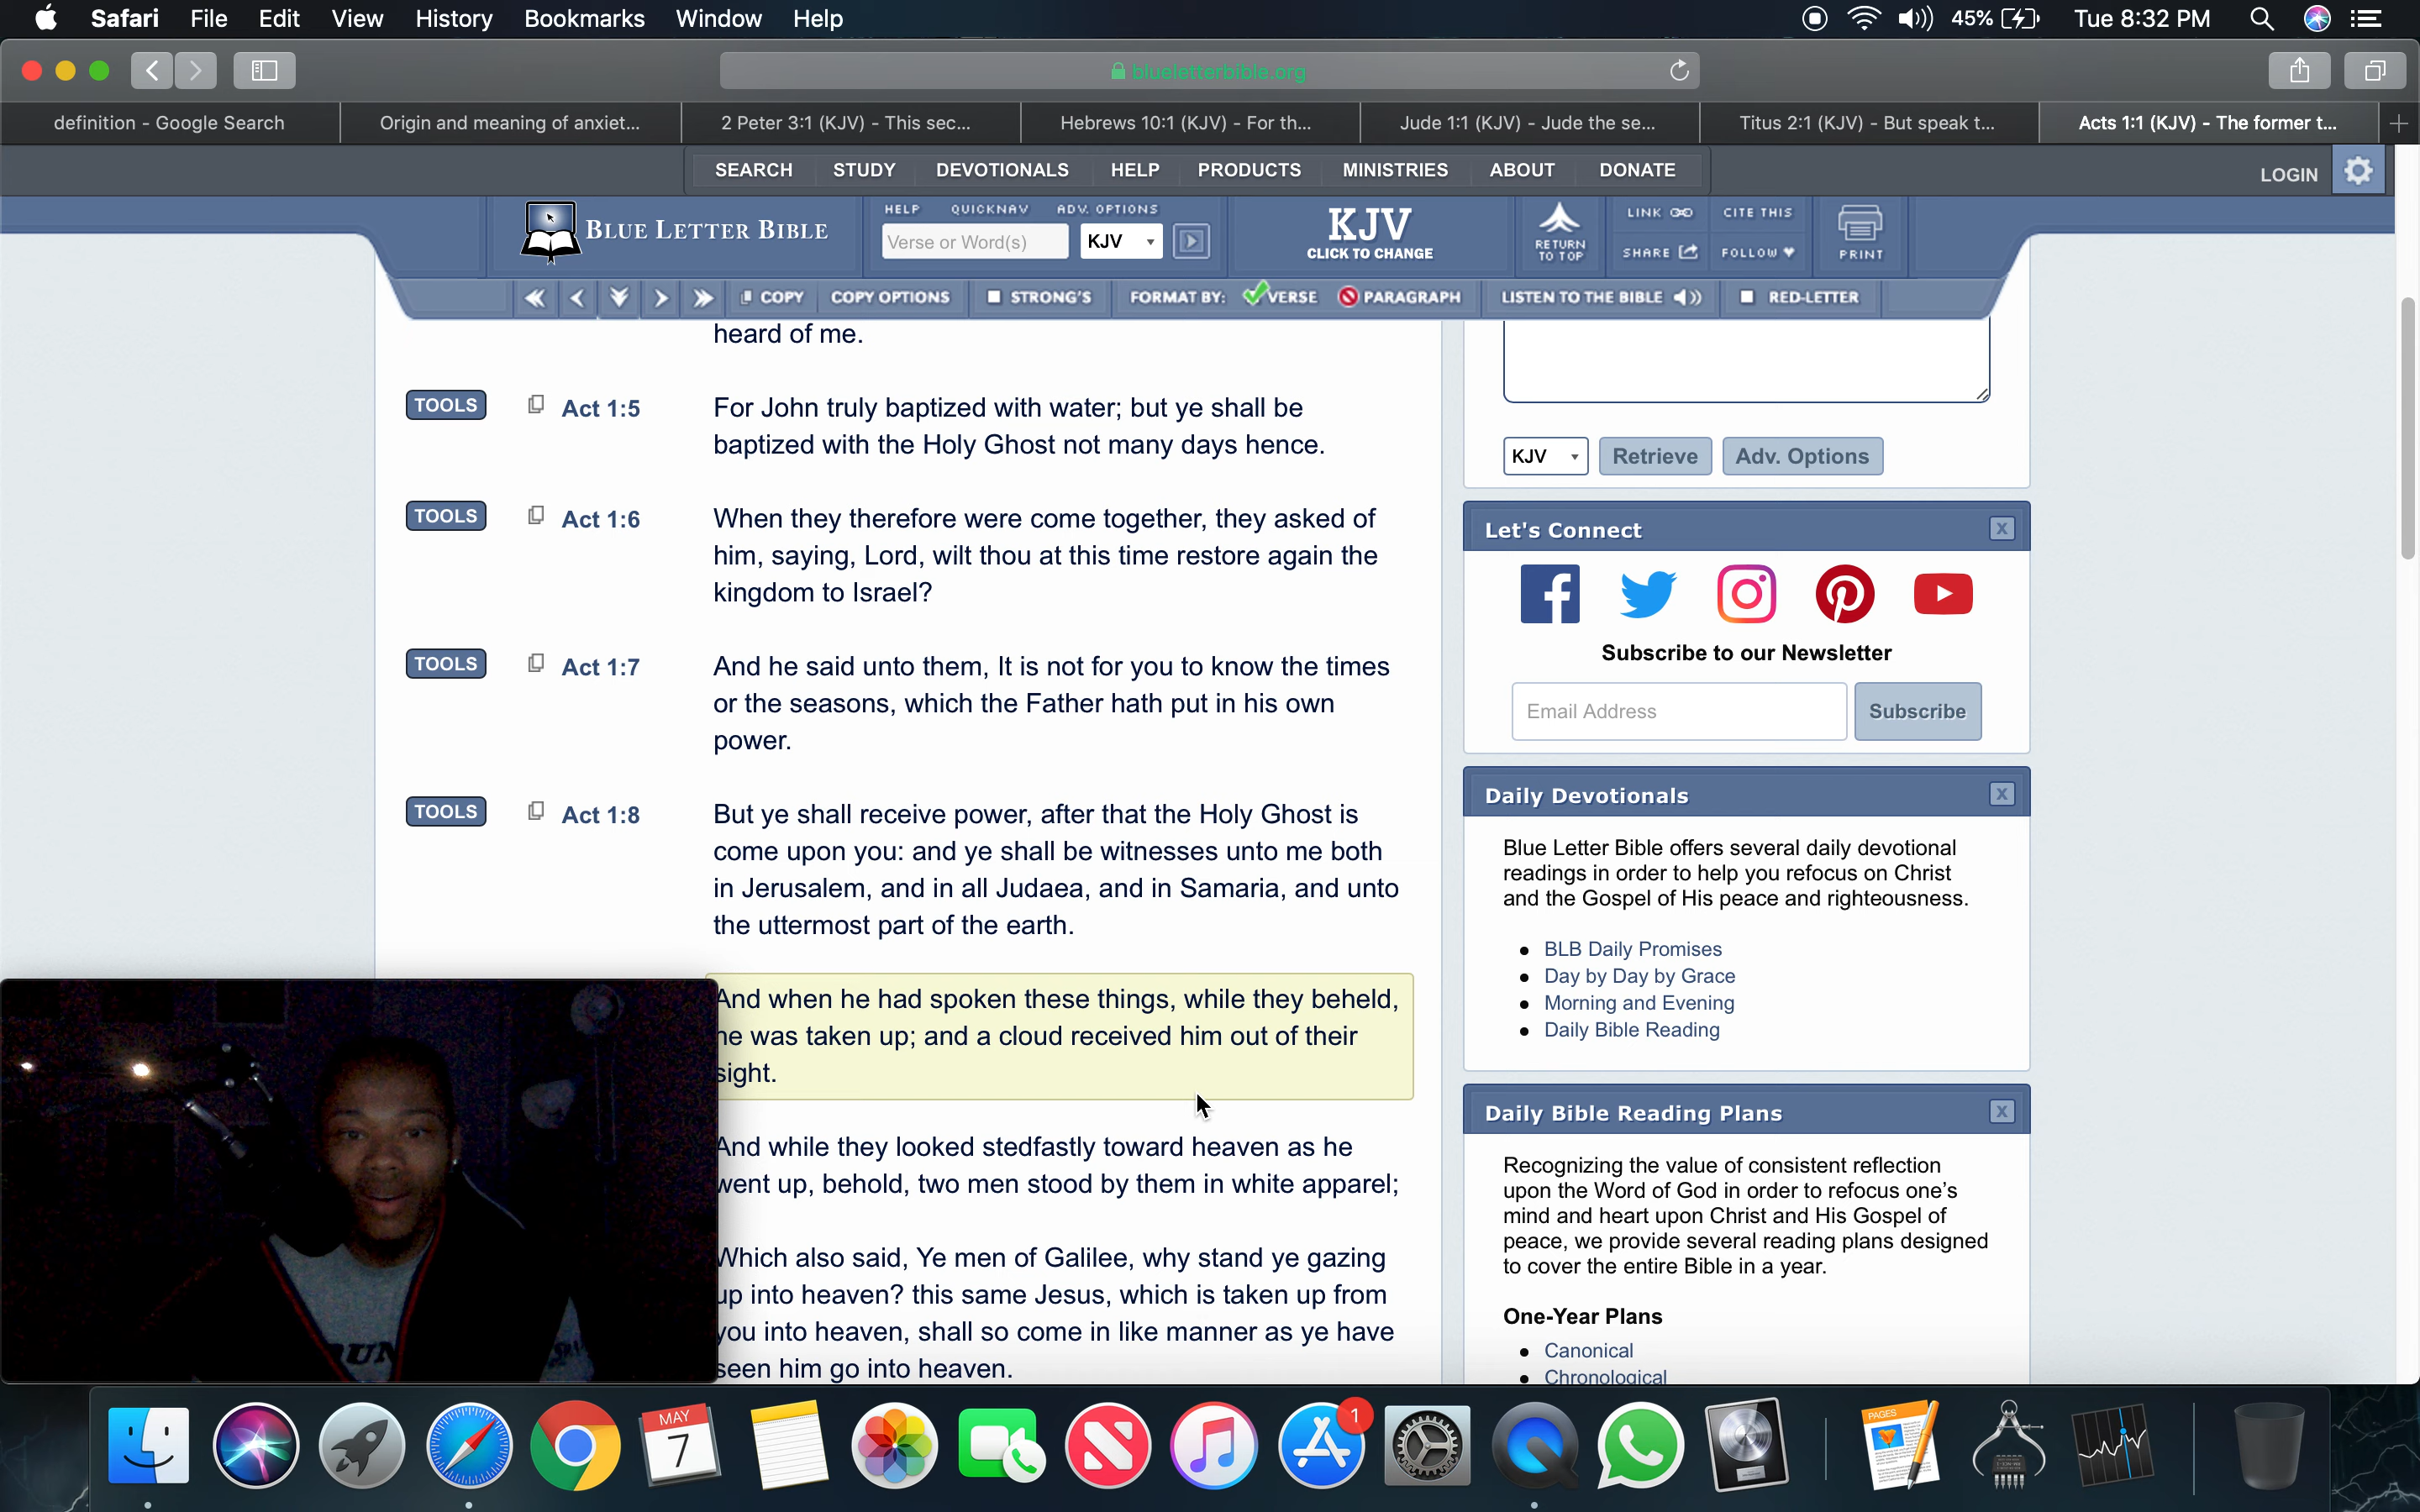 Safari File Edit View History Bookmarks Window Help 45% Tue 8:32 PM
blueletterbible.org
definition - Google Search
Origin and meaning of anxiet...
2 Peter 3:1 (KJV) - This sec...
Hebrews 10:1 (KJV) - For th...
Jude 1:1 (KJV) - Jude the se...
Titus 2:1 (KJV) - But speak t...
Acts 1:1 (KJV) - The former t...
SEARCH STUDY DEVOTIONALS HELP PRODUCTS MINISTRIES ABOUT DONATE
LOGIN
BLUE LETTER BIBLE
HELP QUICKNAV ADV. OPTIONS
Verse or Word(s) KJV
KJV
CLICK TO CHANGE
RETURN
TO TOP
LINK CITE THIS
SHARE FOLLOW
PRINT
COPY COPY OPTIONS STRONG'S FORMAT BY: VERSE PARAGRAPH LISTEN TO THE BIBLE RED-LETTER
heard of me.
TOOLS Act 1:5 For John truly baptized with water; but ye shall be
baptized with the Holy Ghost not many days hence.
TOOLS Act 1:6 When they therefore were come together, they asked of
him, saying, Lord, wilt thou at this time restore again the
kingdom to Israel?
TOOLS Act 1:7 And he said unto them, It is not for you to know the times
or the seasons, which the Father hath put in his own
power.
TOOLS Act 1:8 But ye shall receive power, after that the Holy Ghost is
come upon you: and ye shall be witnesses unto me both
in Jerusalem, and in all Judaea, and in Samaria, and unto
the uttermost part of the earth.
And when he had spoken these things, while they beheld,
he was taken up; and a cloud received him out of their
sight.
And while they looked stedfastly toward heaven as he
went up, behold, two men stood by them in white apparel;
Which also said, Ye men of Galilee, why stand ye gazing
up into heaven? this same Jesus, which is taken up from
you into heaven, shall so come in like manner as ye have
seen him go into heaven.
KJV Retrieve Adv. Options
Let's Connect X
Subscribe to our Newsletter
Email Address Subscribe
Daily Devotionals X
Blue Letter Bible offers several daily devotional
readings in order to help you refocus on Christ
and the Gospel of His peace and righteousness.
BLB Daily Promises
Day by Day by Grace
Morning and Evening
Daily Bible Reading
Daily Bible Reading Plans X
Recognizing the value of consistent reflection
upon the Word of God in order to refocus one's
mind and heart upon Christ and His Gospel of
peace, we provide several reading plans designed
to cover the entire Bible in a year.
One-Year Plans
Canonical
Chronological
MAY
7
1
PAGES